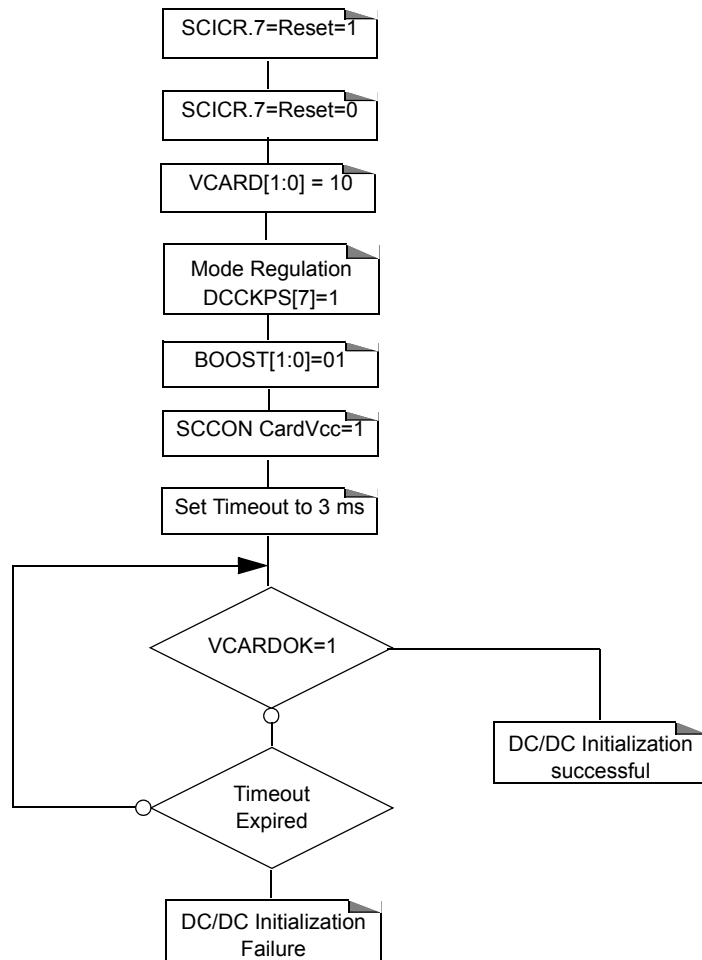 SCICR.7=Reset=1
SCICR.7=Reset=0
VCARD[1:0] = 10
Mode Regulation
DCCKPS[7]=1
BOOST[1:0]=01
SCCON CardVcc=1
Set Timeout to 3 ms
VCARDOK=1
DC/DC Initialization
successful
Timeout
Expired
DC/DC Initialization
Failure